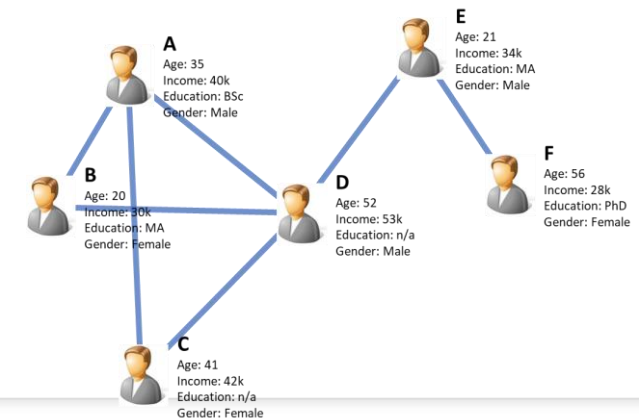 A
Age: 35
Income: 40k
Education: BSc
Gender: Male
B
Age: 20
Income: 30k
Education: MA
Gender: Female
C
Age: 41
Income: 42k
Education: n/a
Gender: Female
D
Age: 52
Income: 53k
Education: n/a
Gender: Male
E
Age: 21
Income: 34k
Education: MA
Gender: Male
F
Age: 56
Income: 28k
Education: PhD
Gender: Female